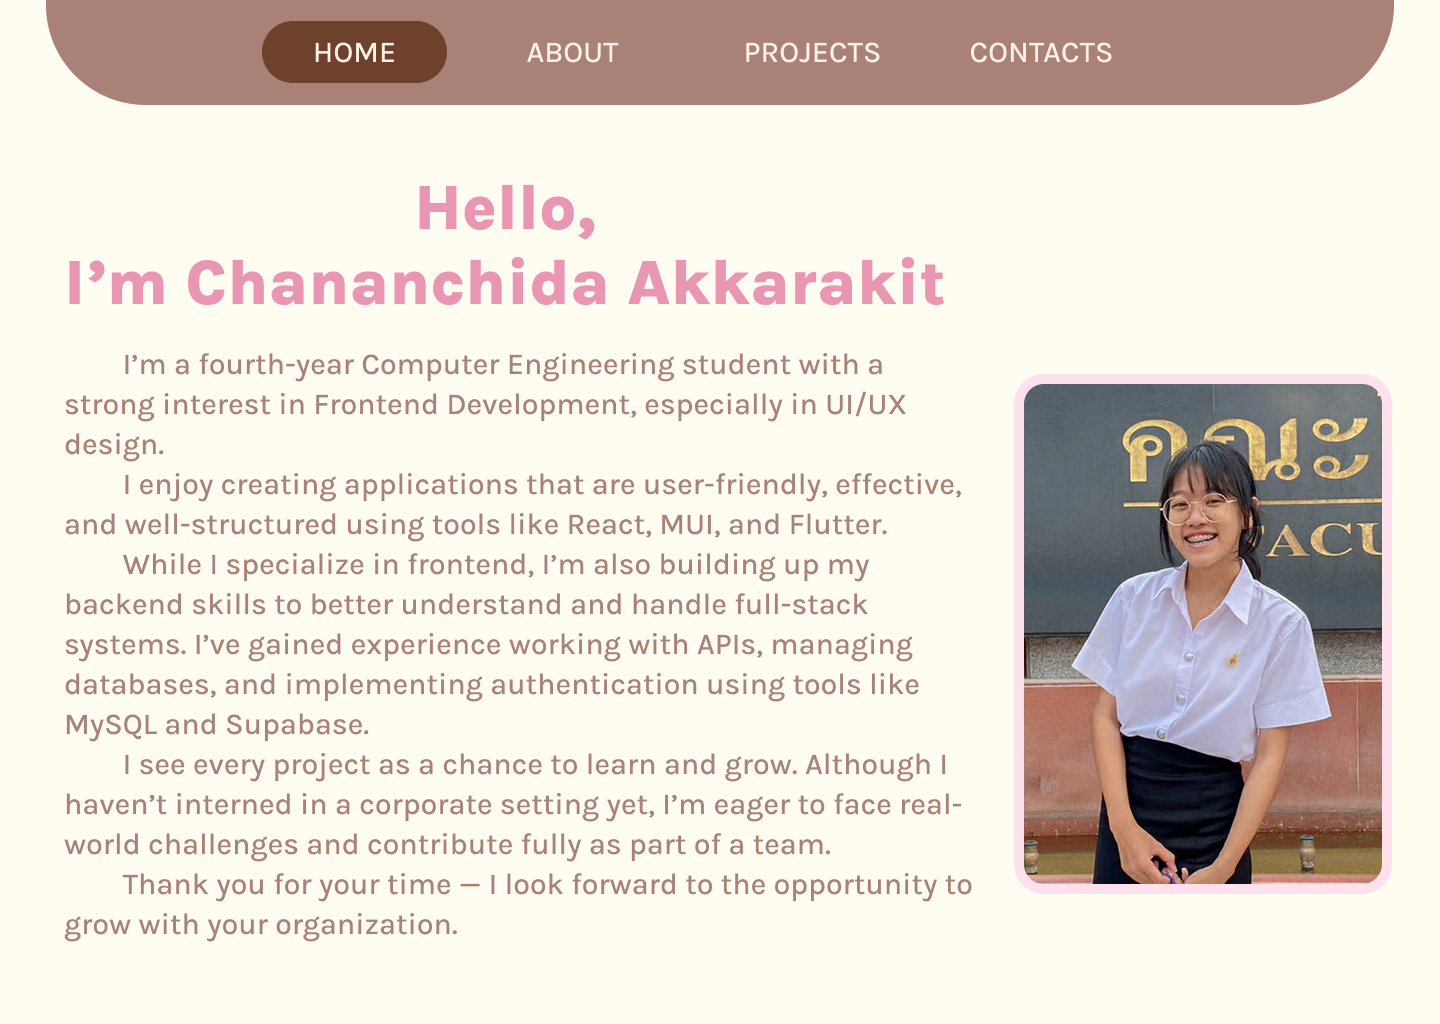 HOME ABOUT PROJECTS CONTACTS
Hello,
I’m Chananchida Akkarakit
I’m a fourth-year Computer Engineering student with a
strong interest in Frontend Development, especially in UI/UX
design.
I enjoy creating applications that are user-friendly, effective,
and well-structured using tools like React, MUI, and Flutter.
While I specialize in frontend, I’m also building up my
backend skills to better understand and handle full-stack
systems. I’ve gained experience working with APIs, managing
databases, and implementing authentication using tools like
MySQL and Supabase.
I see every project as a chance to learn and grow. Although I
haven’t interned in a corporate setting yet, I’m eager to face real-
world challenges and contribute fully as part of a team.
Thank you for your time — I look forward to the opportunity to
grow with your organization.
คณะ
ACU